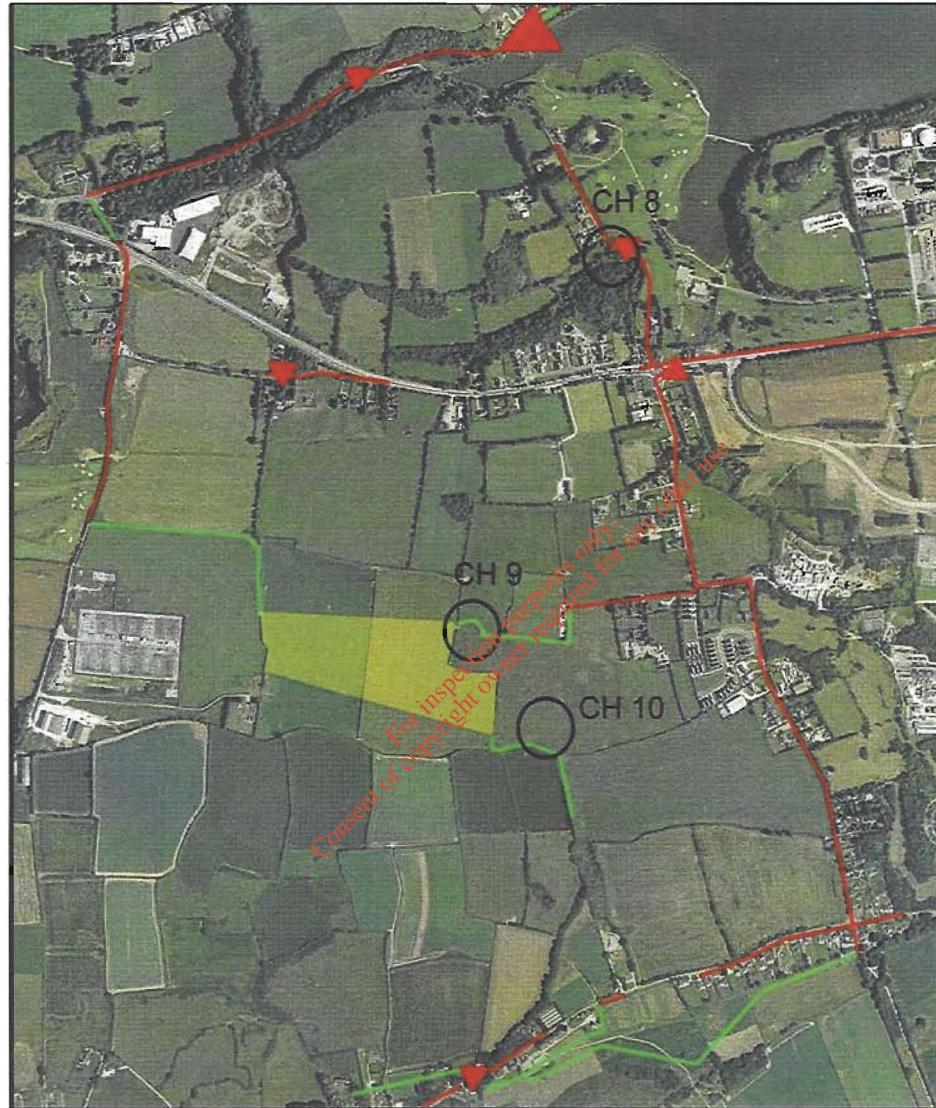 CH 8
CH 9
CH 10
For inspection purposes only.
Consent of copyright owner required for any other use.